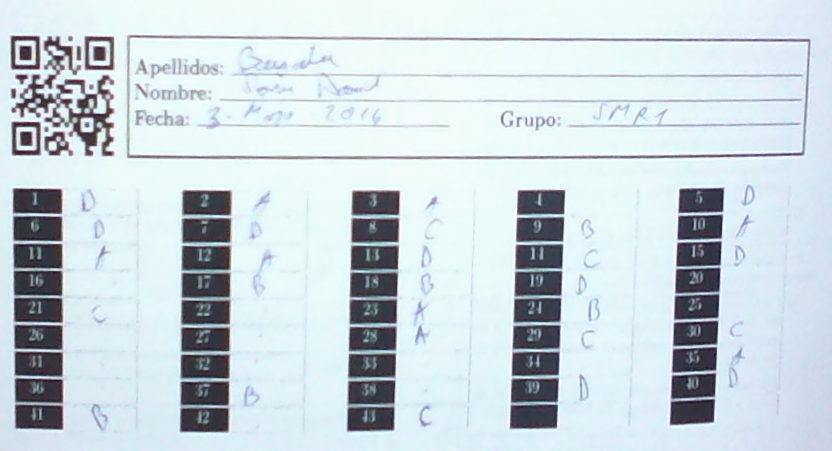 Apellidos:
Nombre:
Fecha: 3- Mayo - 2016 Grupo: SMR1
1 D 2 A 3 A 4 5 D
6 D 7 D 8 C 9 B 10 A
11 A 12 A 13 D 14 C 15 D
16 17 B 18 B 19 D 20
21 C 22 23 A 24 B 25
26 27 28 A 29 C 30 C
31 32 33 34 35 A
36 37 B 38 39 D 40 D
41 B 42 43 C